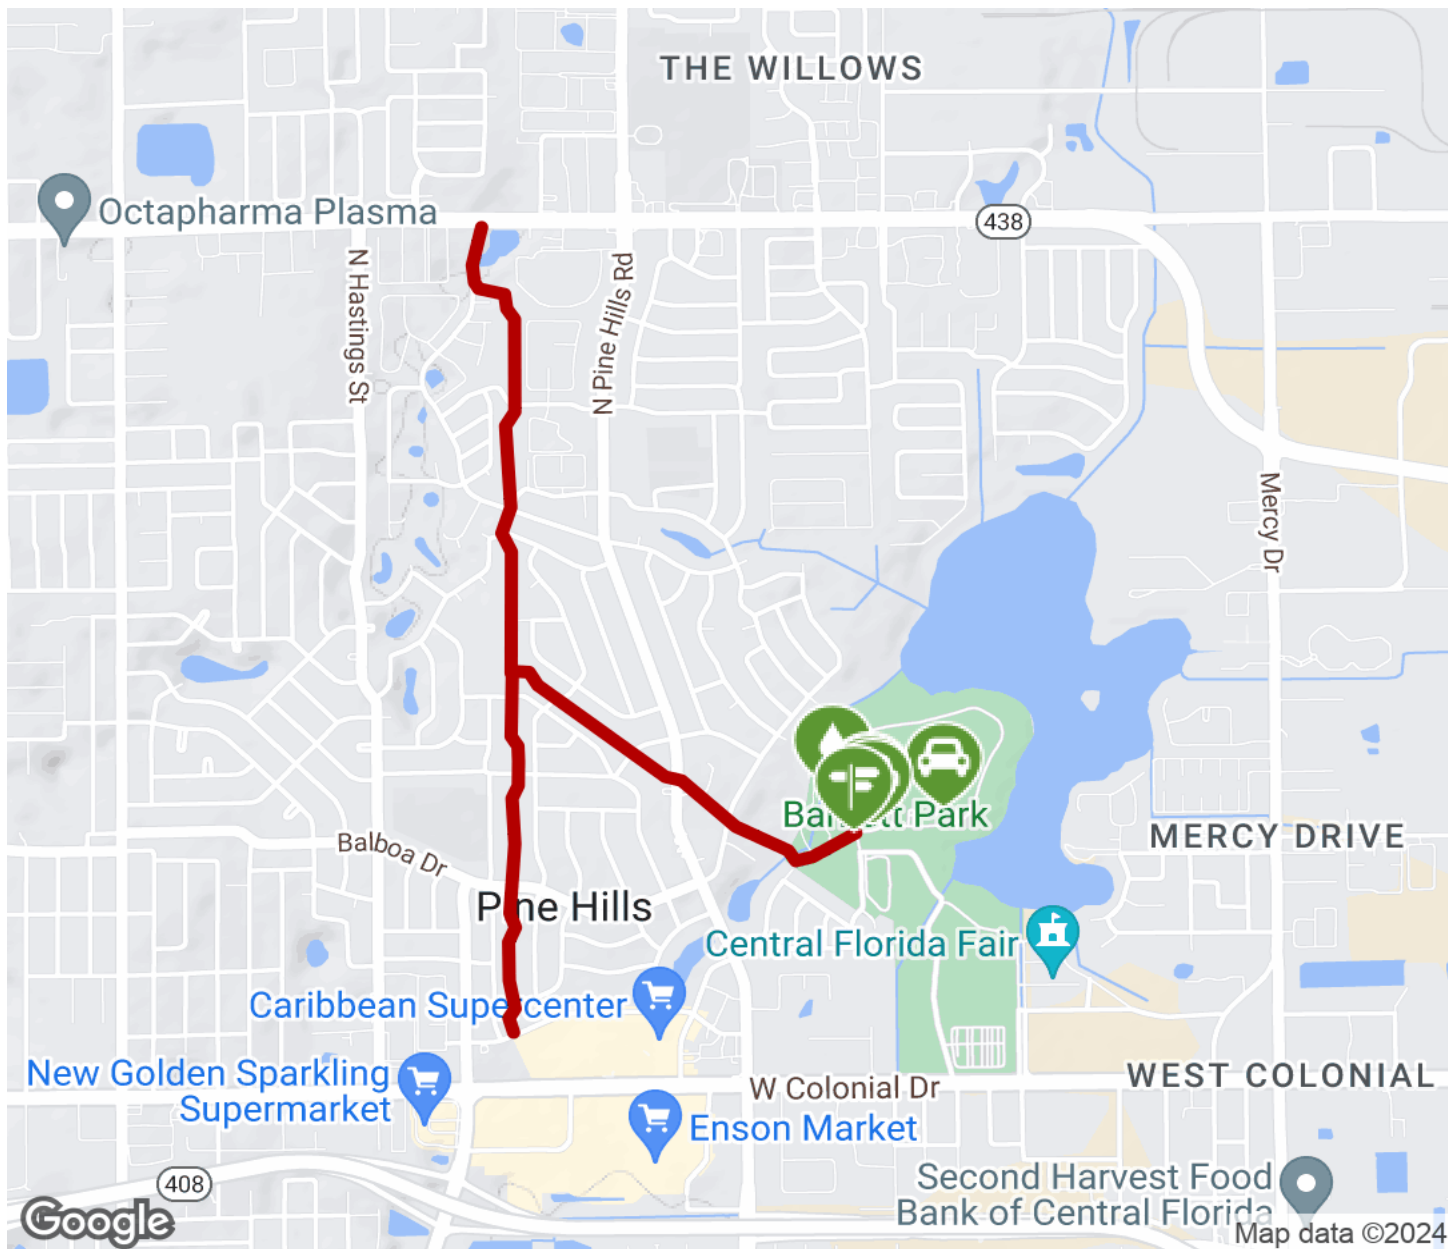 THE WILLOWS
Octapharma Plasma
438
N Hastings St
N Pine Hills Rd
Mercy Dr
Barnett Park
MERCY DRIVE
Balboa Dr
Pine Hills
Central Florida Fair
Caribbean Supercenter
New Golden Sparkling
Supermarket
W Colonial Dr
WEST COLONIAL
Enson Market
408
Second Harvest Food
Bank of Central Florida
Google
Map data ©2024